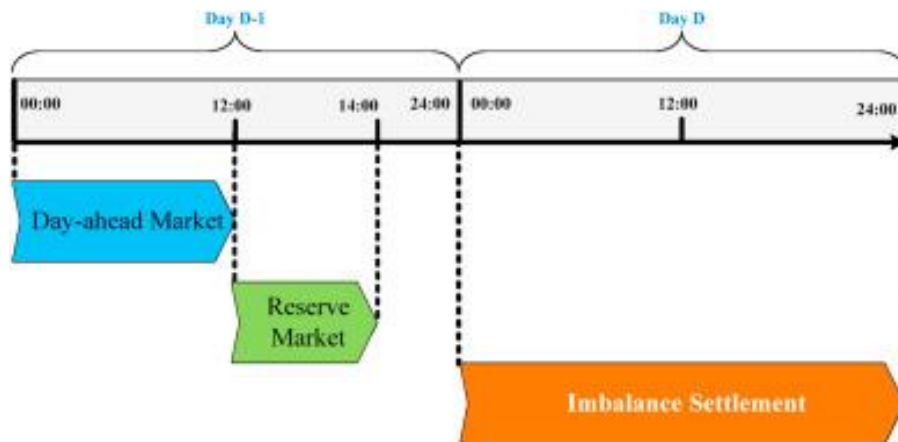 Day D-1
Day D
00:00
12:00
14:00
24:00
00:00
12:00
24:00
Day-ahead Market
Reserve
Market
Imbalance Settlement